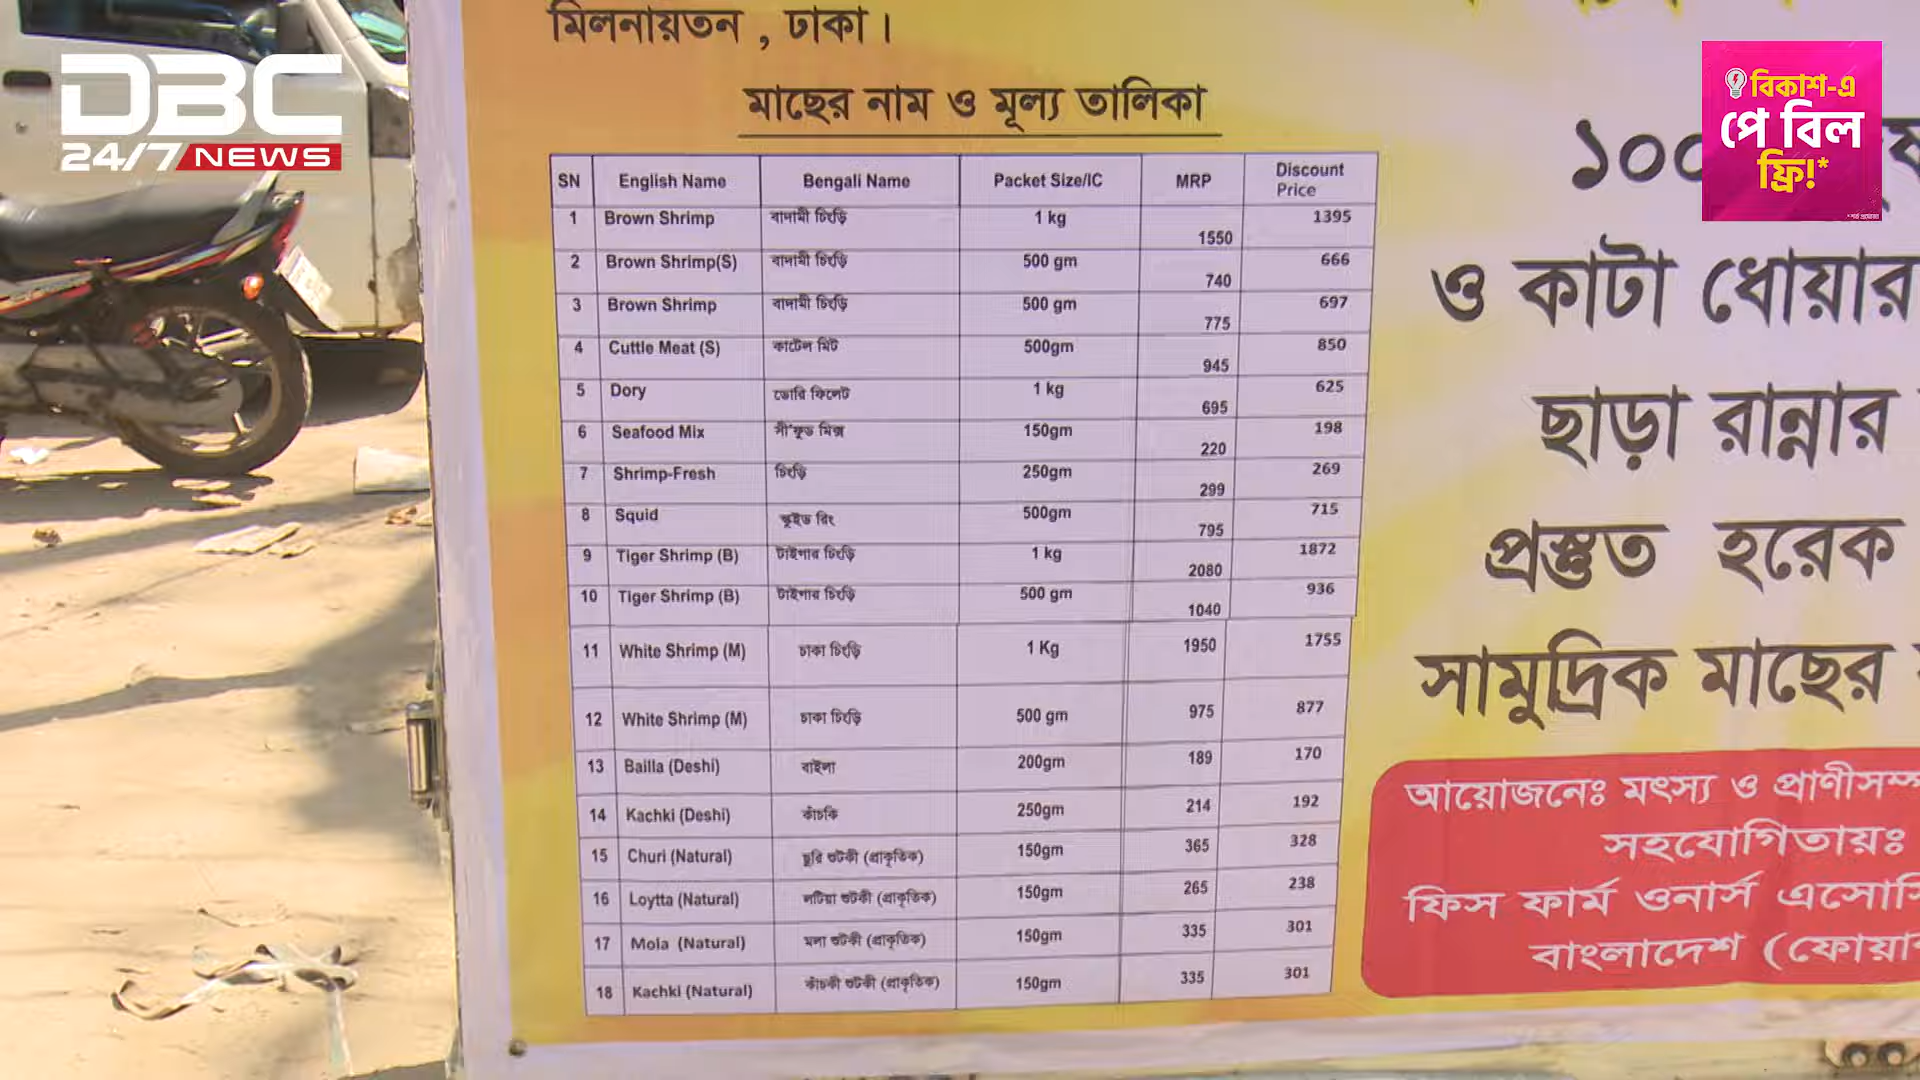 DBC
24/7 NEWS
বিকাশ-এ
পে বিল
ফ্রি!*
মিলনায়তন , ঢাকা ।
মাছের নাম ও মূল্য তালিকা
SN English Name Bengali Name Packet Size/IC MRP Discount Price
1 Brown Shrimp বাদামী চিংড়ি 1 kg 1550 1395
2 Brown Shrimp(S) বাদামী চিংড়ি 500 gm 740 666
3 Brown Shrimp বাদামী চিংড়ি 500 gm 775 697
4 Cuttle Meat (S) কাটেল মিট 500gm 945 850
5 Dory ডোরি ফিলেট 1 kg 695 625
6 Seafood Mix সী'ফুড মিক্স 150gm 220 198
7 Shrimp-Fresh চিংড়ি 250gm 299 269
8 Squid স্কুইড রিং 500gm 795 715
9 Tiger Shrimp (B) টাইগার চিংড়ি 1 kg 2080 1872
10 Tiger Shrimp (B) টাইগার চিংড়ি 500 gm 1040 936
11 White Shrimp (M) চাকা চিংড়ি 1 Kg 1950 1755
12 White Shrimp (M) চাকা চিংড়ি 500 gm 975 877
13 Bailla (Deshi) বাইলা 200gm 189 170
14 Kachki (Deshi) কাঁচকি 250gm 214 192
15 Churi (Natural) ছুরি শুটকী (প্রাকৃতিক) 150gm 365 328
16 Loytta (Natural) লটিয়া শুটকী (প্রাকৃতিক) 150gm 265 238
17 Mola (Natural) মলা শুটকী (প্রাকৃতিক) 150gm 335 301
18 Kachki (Natural) কাঁচকী শুটকী (প্রাকৃতিক) 150gm 335 301
১০০
ও কাটা ধোয়ার
ছাড়া রান্নার
প্রস্তুত হরেক
সামুদ্রিক মাছের
আয়োজনেঃ মৎস্য ও
সহযোগিতায়ঃ
ফিস ফার্ম ওনার্স
বাংলাদেশ